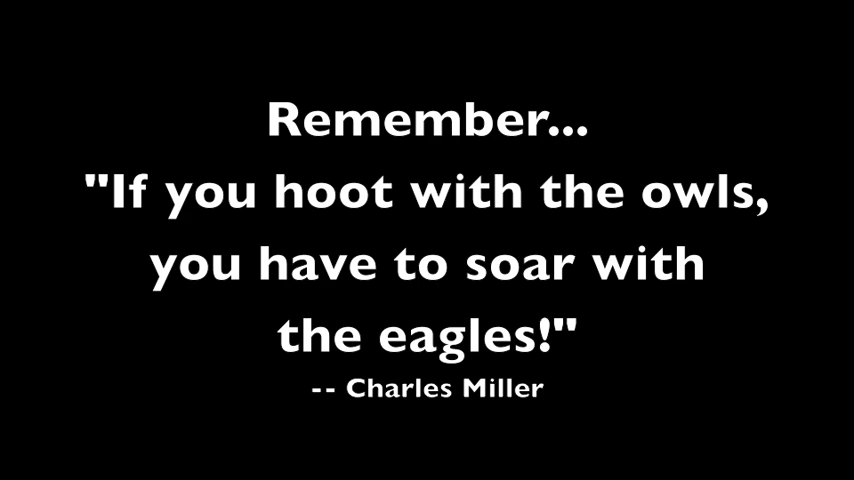 Remember...
"If you hoot with the owls,
you have to soar with
the eagles!"
-- Charles Miller